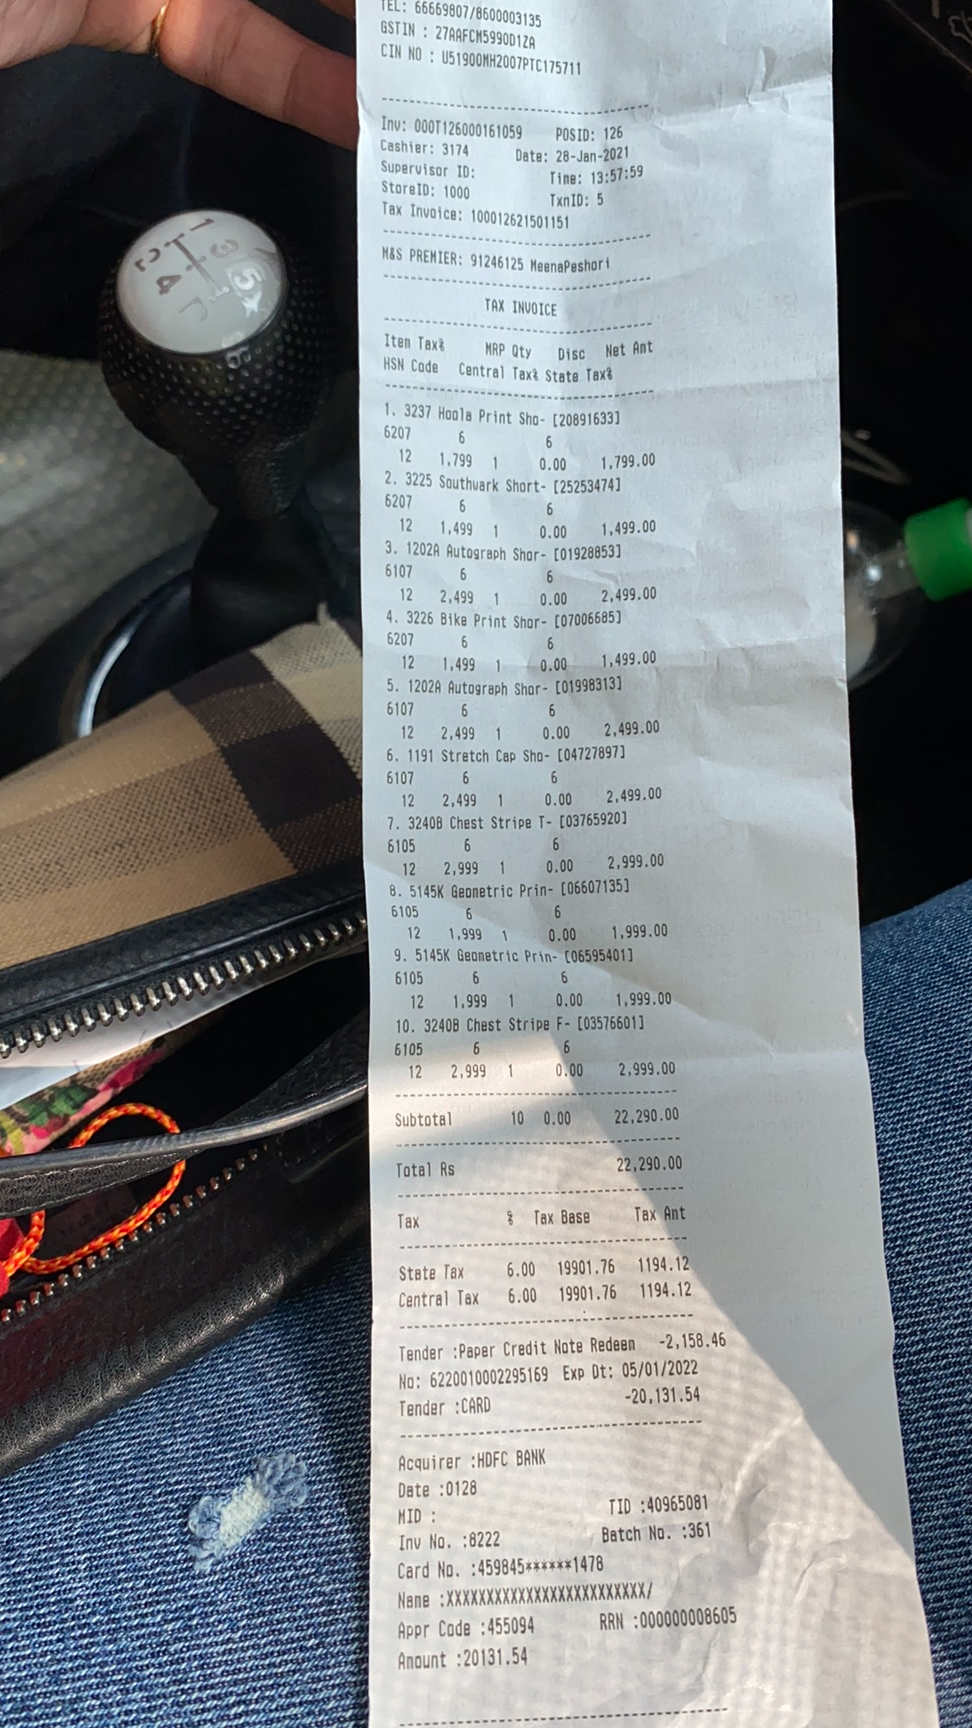 TEL: 66669807/8600003135
GSTIN : 27AAFCM5990D1ZA
CIN NO : U51900MH2007PTC175711
Inv: 000T126000161059 POSID: 126
Cashier: 3174 Date: 28-Jan-2021
Supervisor ID: Time: 13:57:59
StoreID: 1000 TxnID: 5
Tax Invoice: 100012621501151
M&S PREMIER: 91246125 MeenaPeshori
TAX INVOICE
Item Tax% MRP Qty Disc Net Amt
HSN Code Central Tax% State Tax%
1. 3237 Hoola Print Sho- [20891633]
6207 6 6
12 1,799 1 0.00 1,799.00
2. 3225 Southwark Short- [25253474]
6207 6 6
12 1,499 1 0.00 1,499.00
3. 1202A Autograph Shor- [01928853]
6107 6 6
12 2,499 1 0.00 2,499.00
4. 3226 Bike Print Shor- [07006685]
6207 6 6
12 1,499 1 0.00 1,499.00
5. 1202A Autograph Shor- [01998313]
6107 6 6
12 2,499 1 0.00 2,499.00
6. 1191 Stretch Cap Sho- [04727897]
6107 6 6
12 2,499 1 0.00 2,499.00
7. 3240B Chest Stripe T- [03765920]
6105 6 6
12 2,999 1 0.00 2,999.00
8. 5145K Geometric Prin- [06607135]
6105 6 6
12 1,999 1 0.00 1,999.00
9. 5145K Geometric Prin- [06595401]
6105 6 6
12 1,999 1 0.00 1,999.00
10. 3240B Chest Stripe F- [03576601]
6105 6 6
12 2,999 1 0.00 2,999.00
Subtotal 10 0.00 22,290.00
Total Rs 22,290.00
Tax % Tax Base Tax Amt
State Tax 6.00 19901.76 1194.12
Central Tax 6.00 19901.76 1194.12
Tender :Paper Credit Note Redeem -2,158.46
No: 6220010002295169 Exp Dt: 05/01/2022
Tender :CARD -20,131.54
Acquirer :HDFC BANK
Date :0128
MID : TID :40965081
Inv No. :8222 Batch No. :361
Card No. :459845******1478
Name :XXXXXXXXXXXXXXXXXXXXXXXXXX/
Appr Code :455094 RRN :000000008605
Amount :20131.54
1 3 5
2 4